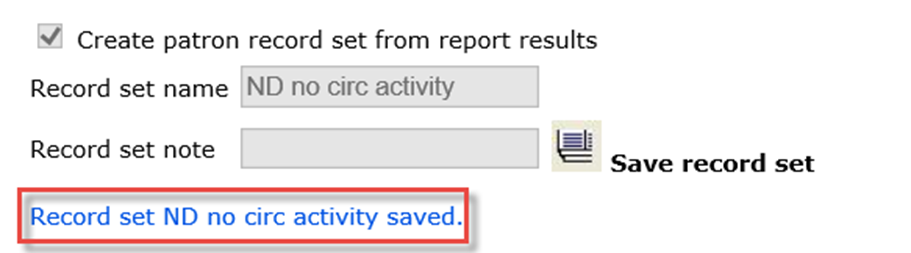 Create patron record set from report results
Record set name ND no circ activity
Record set note
Save record set
Record set ND no circ activity saved.